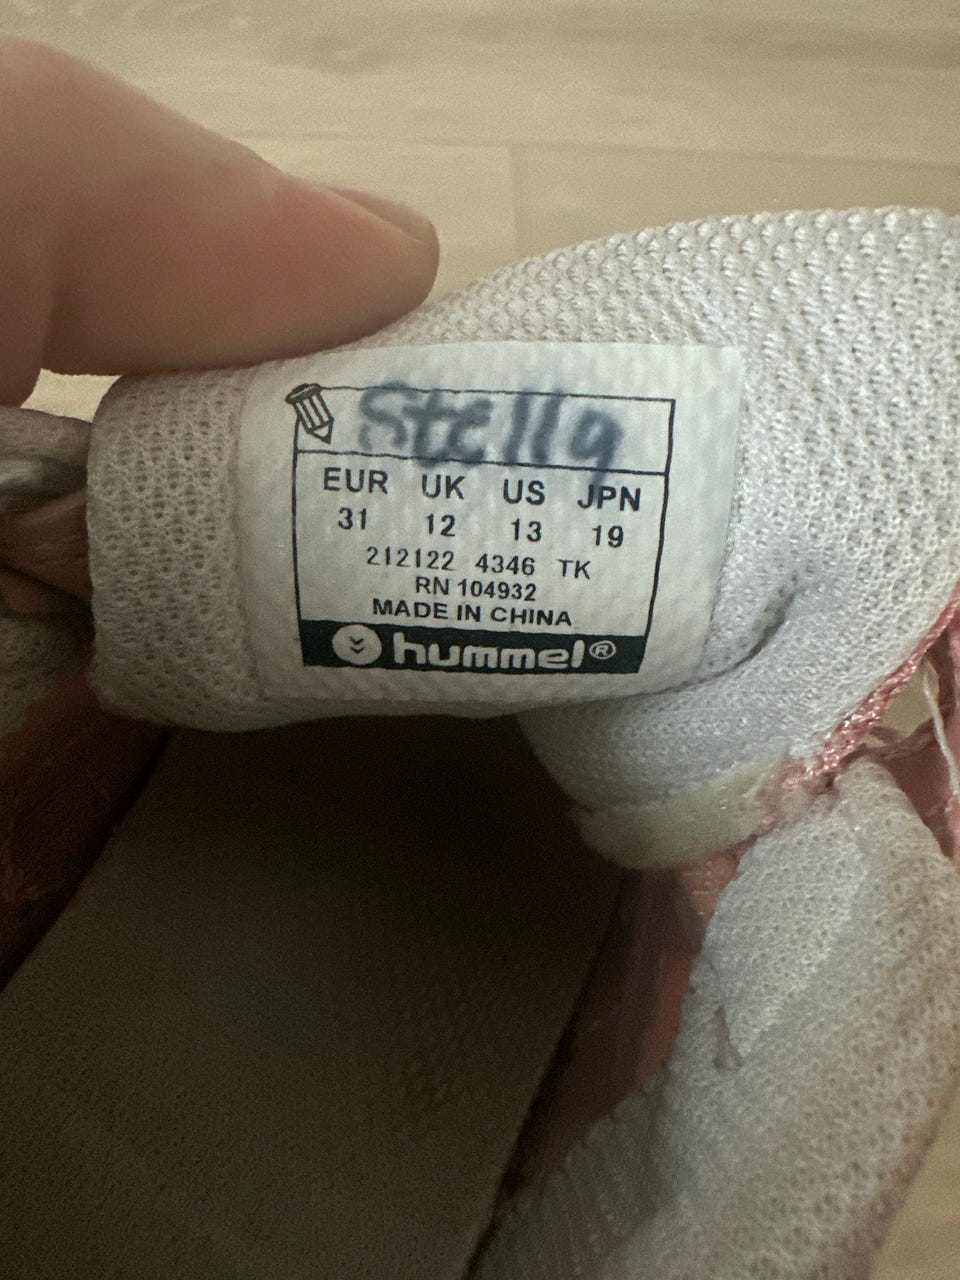 Stella
EUR UK US JPN
31 12 13 19
212122 4346 TK
RN 104932
MADE IN CHINA
hummel®